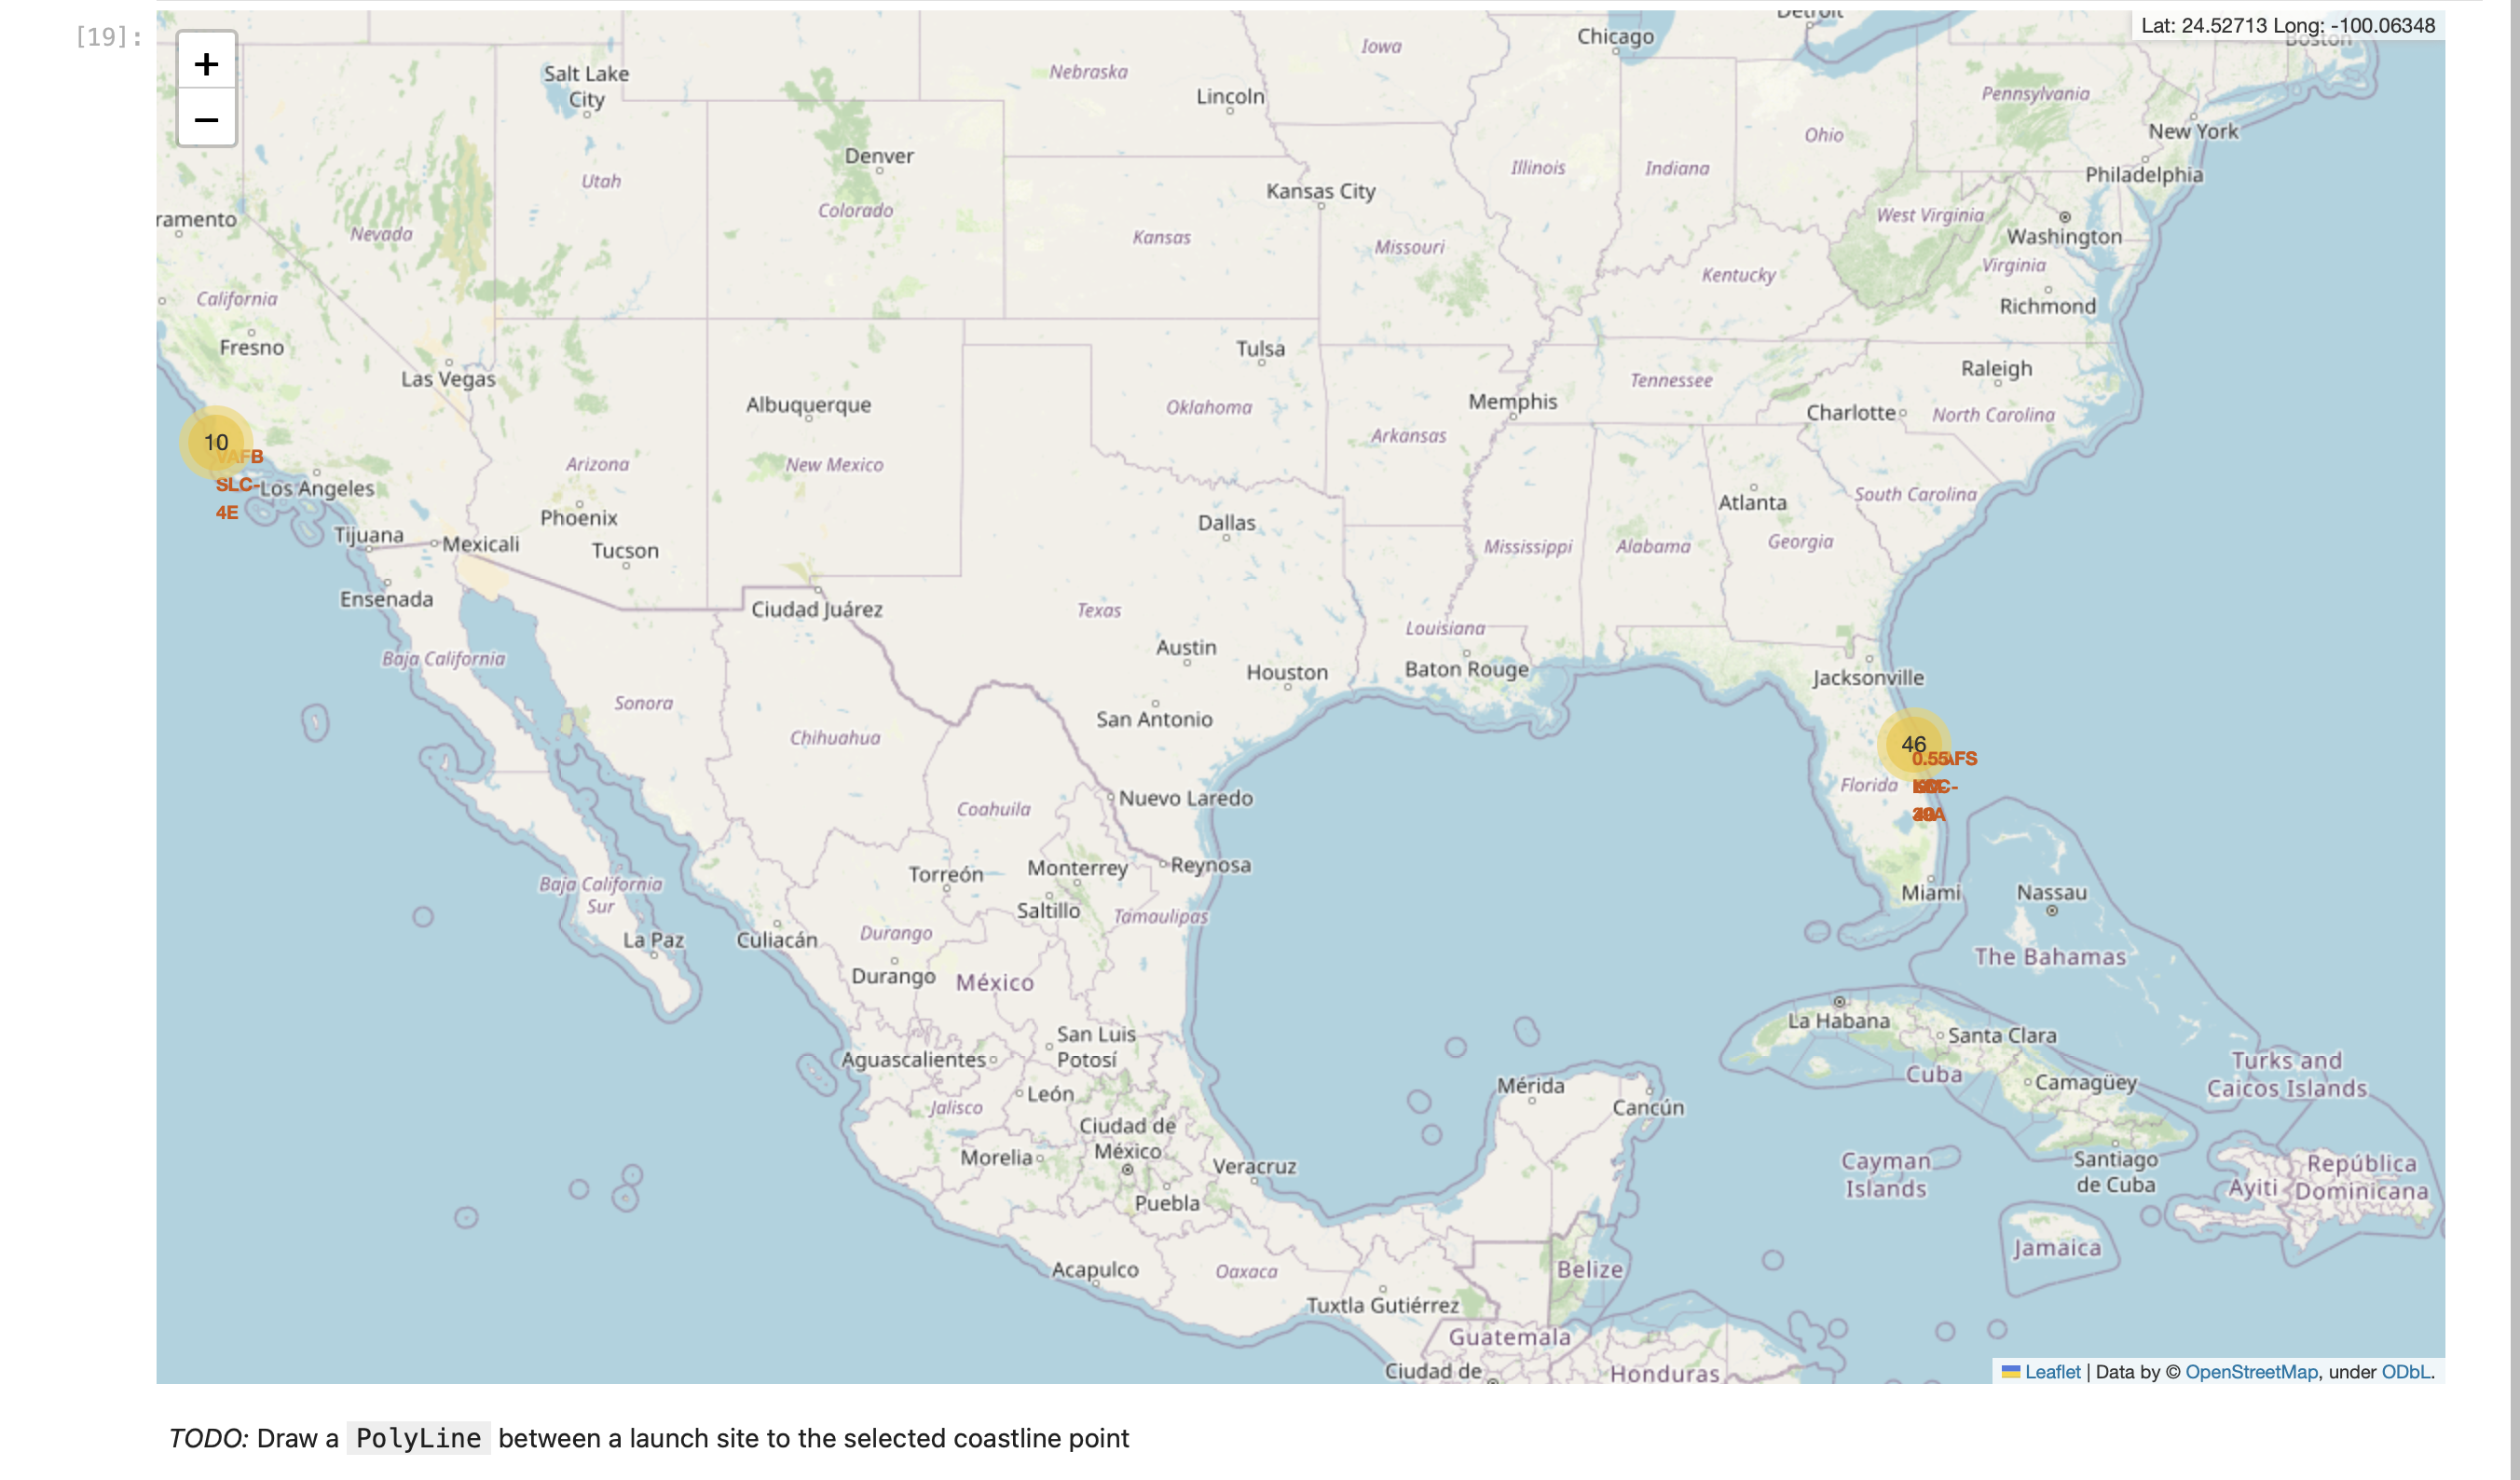 [19]:
+
−
Lat: 24.52713 Long: -100.06348
Detroit
Chicago
Iowa
Boston
Salt Lake
City
Nebraska
Lincoln
Pennsylvania
New York
Ohio
Denver
Utah
Illinois
Indiana
Philadelphia
Kansas City
Colorado
ramento
Nevada
West Virginia
Washington
Kansas
Missouri
Kentucky
Virginia
California
Richmond
Fresno
Tulsa
Las Vegas
Raleigh
Tennessee
Albuquerque
Oklahoma
Memphis
Charlotte
North Carolina
Arkansas
10
VAFB
SLC-
4E
Los Angeles
Arizona
New Mexico
Atlanta
South Carolina
Phoenix
Dallas
Tijuana
Mexicali
Tucson
Mississippi
Alabama
Georgia
Ensenada
Ciudad Juárez
Texas
Louisiana
Austin
Baja California
Houston
Baton Rouge
Jacksonville
Sonora
San Antonio
Chihuahua
46
0.55
Florida
Nuevo Laredo
Coahuila
Torreón
Monterrey
Reynosa
Baja California
Sur
Saltillo
Tamaulipas
Miami
Nassau
La Paz
Culiacán
Durango
Durango
México
The Bahamas
La Habana
Santa Clara
San Luis
Potosí
Aguascalientes
Turks and
Caicos Islands
Cuba
Camagüey
León
Jalisco
Mérida
Cancún
Ciudad de
México
Morelia
Veracruz
Puebla
Cayman
Islands
Santiago
de Cuba
Ayiti
República
Dominicana
Jamaica
Acapulco
Oaxaca
Belize
Tuxtla Gutiérrez
Guatemala
Ciudad de
Honduras
Leaflet | Data by © OpenStreetMap, under ODbL.
TODO: Draw a PolyLine between a launch site to the selected coastline point